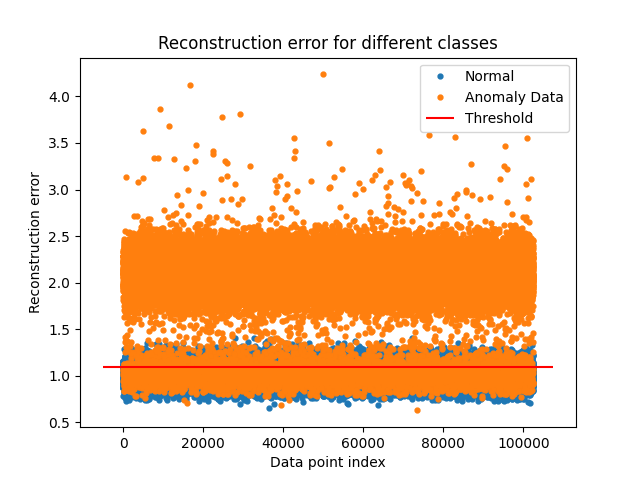 Reconstruction error for different classes
Normal
Anomaly Data
Threshold
Reconstruction error
4.0
3.5
3.0
2.5
2.0
1.5
1.0
0.5
0 20000 40000 60000 80000 100000
Data point index